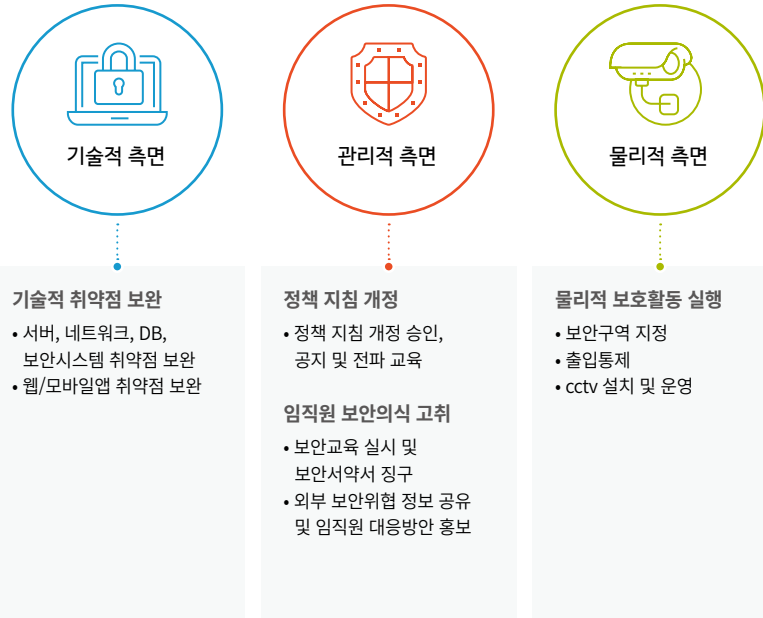 기술적 측면
관리적 측면
물리적 측면
기술적 취약점 보완
• 서버, 네트워크, DB,
보안시스템 취약점 보완
• 웹/모바일앱 취약점 보완
정책 지침 개정
• 정책 지침 개정 승인,
공지 및 전파 교육
임직원 보안의식 고취
• 보안교육 실시 및
보안서약서 징구
• 외부 보안위협 정보 공유
및 임직원 대응방안 홍보
물리적 보호활동 실행
• 보안구역 지정
• 출입통제
• cctv 설치 및 운영